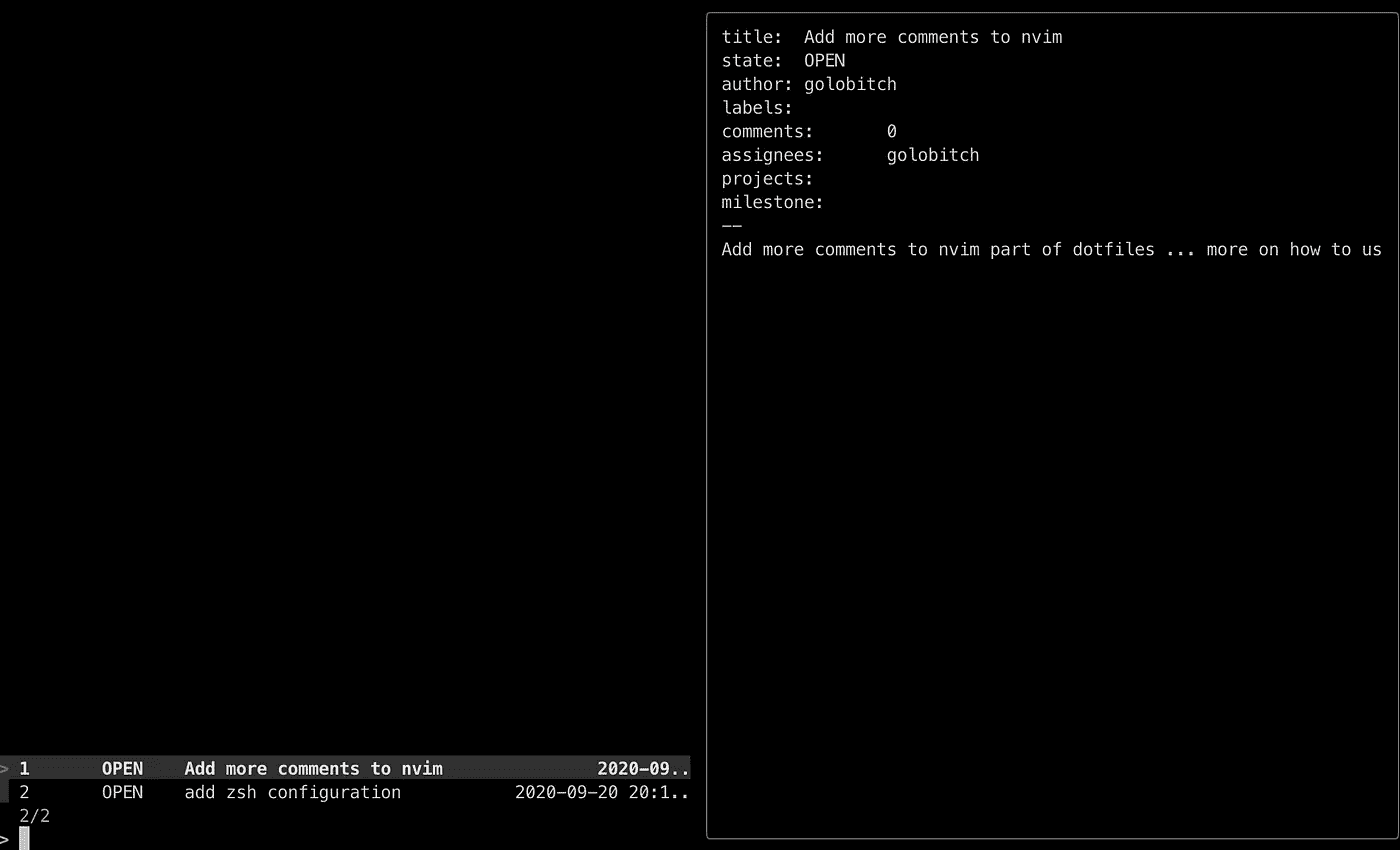 title:  Add more comments to nvim
state:  OPEN
author: golobitch
labels:
comments:       0
assignees:      golobitch
projects:
milestone:
--
Add more comments to nvim part of dotfiles ... more on how to us
> 1       OPEN    Add more comments to nvim               2020-09..
2       OPEN    add zsh configuration           2020-09-20 20:1..
2/2
>